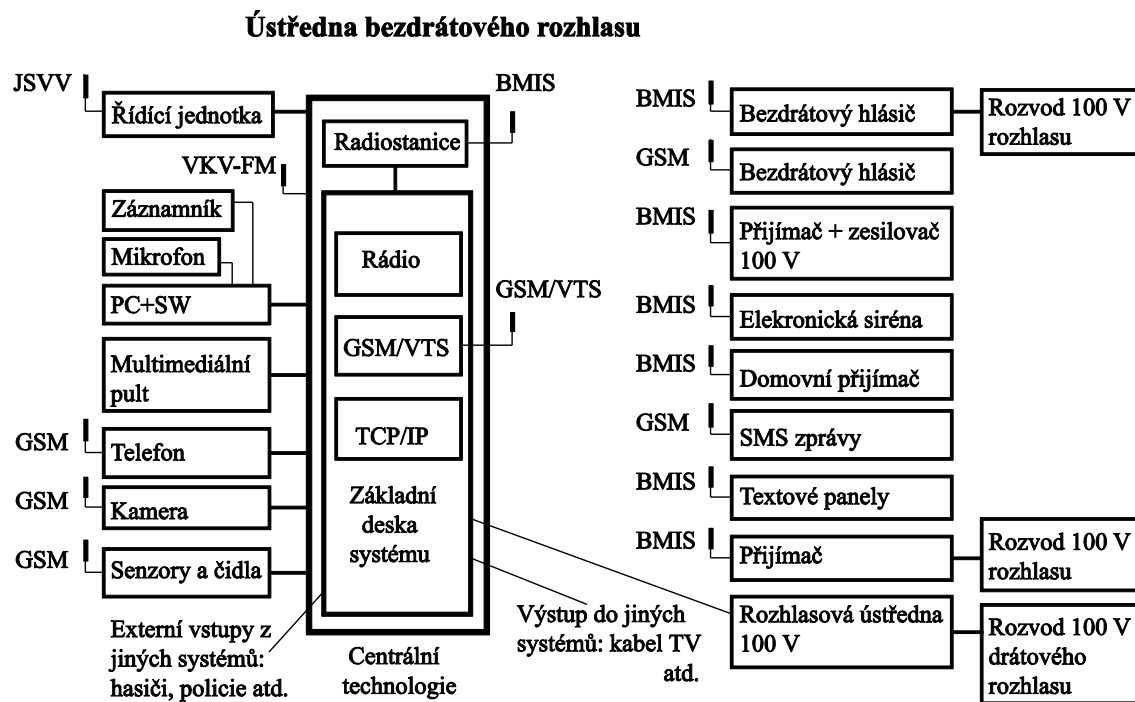 Ústředna bezdrátového rozhlasu
JSVV
Řídící jednotka
VKV-FM
Záznamník
Mikrofon
PC+SW
Multimediální
pult
GSM
Telefon
GSM
Kamera
GSM
Senzory a čidla
Externí vstupy z
jiných systémů:
hasiči, policie atd.
BMIS
Radiostanice
Rádio
GSM/VTS
GSM/VTS
TCP/IP
Základní
deska
systému
Centrální
technologie
Výstup do jiných
systémů: kabel TV
atd.
BMIS
Bezdrátový hlásič
Rozvod 100 V
rozhlasu
GSM
Bezdrátový hlásič
BMIS
Přijímač + zesilovač
100 V
BMIS
Elekronická siréna
BMIS
Domovní přijímač
GSM
SMS zprávy
BMIS
Textové panely
BMIS
Přijímač
Rozvod 100 V
rozhlasu
Rozhlasová ústředna
100 V
Rozvod 100 V
drátového
rozhlasu